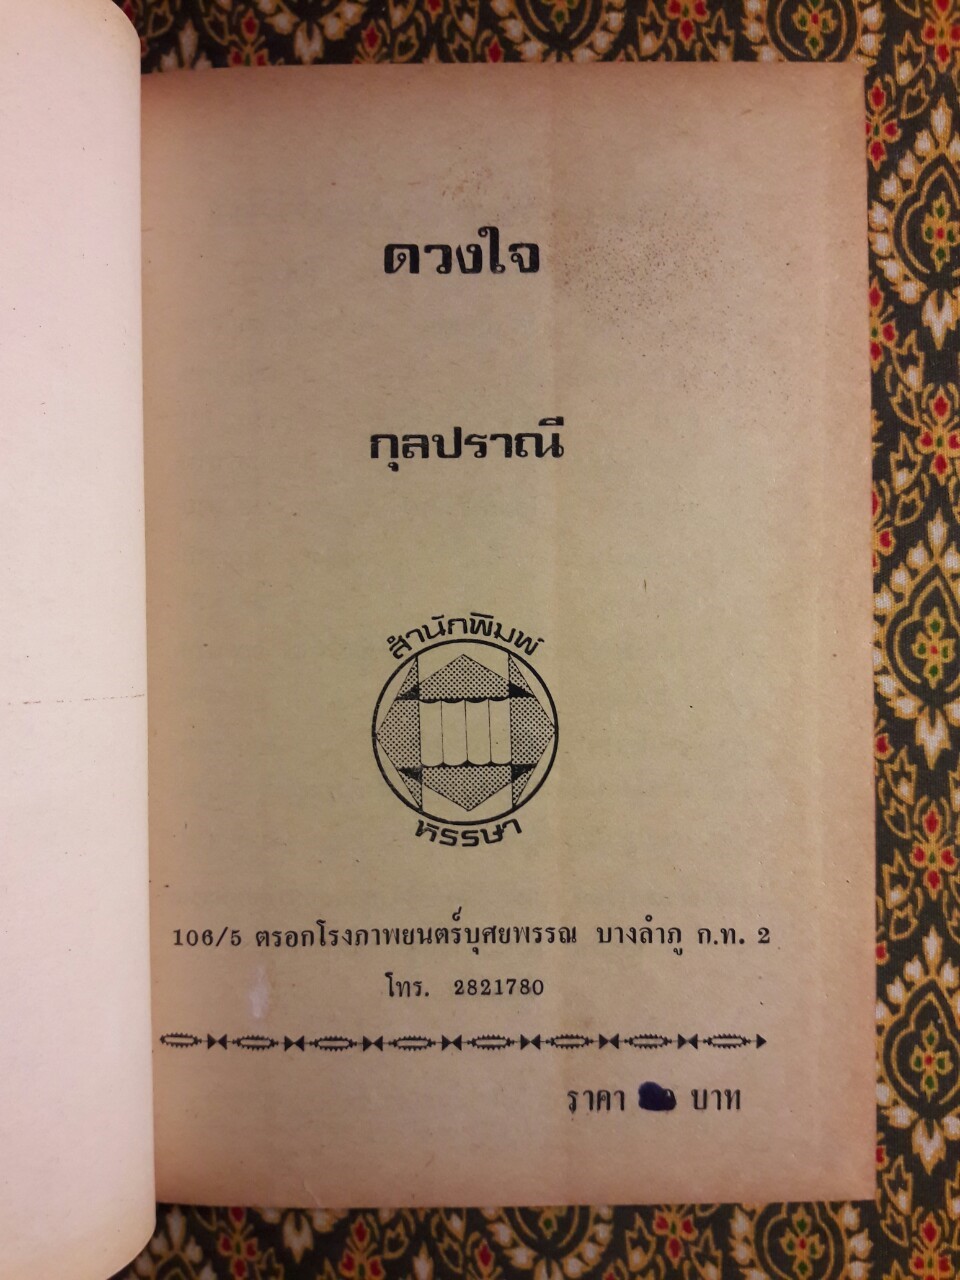 ดวงใจ
กุลปราณี
สำนักพิมพ์
หรรษา
106/5 ตรอกโรงภาพยนตร์บุศยพรรณ บางลำภู ก.ท. 2
โทร. 2821780
ราคา บาท